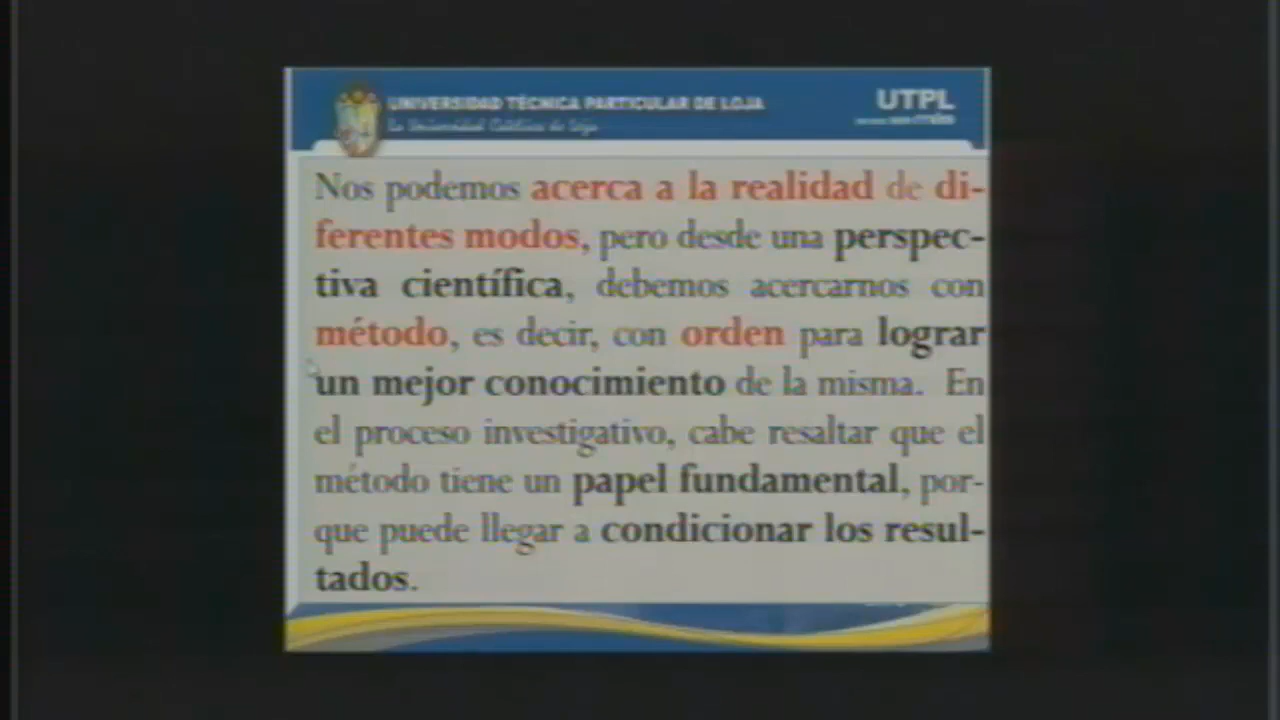 UNIVERSIDAD TÉCNICA PARTICULAR DE LOJA
La Universidad Católica de Loja
UTPL
Nos podemos acerca a la realidad de di-
ferentes modos, pero desde una perspec-
tiva científica, debemos acercarnos con
método, es decir, con orden para lograr
un mejor conocimiento de la misma. En
el proceso investigativo, cabe resaltar que el
método tiene un papel fundamental, por-
que puede llegar a condicionar los resul-
tados.